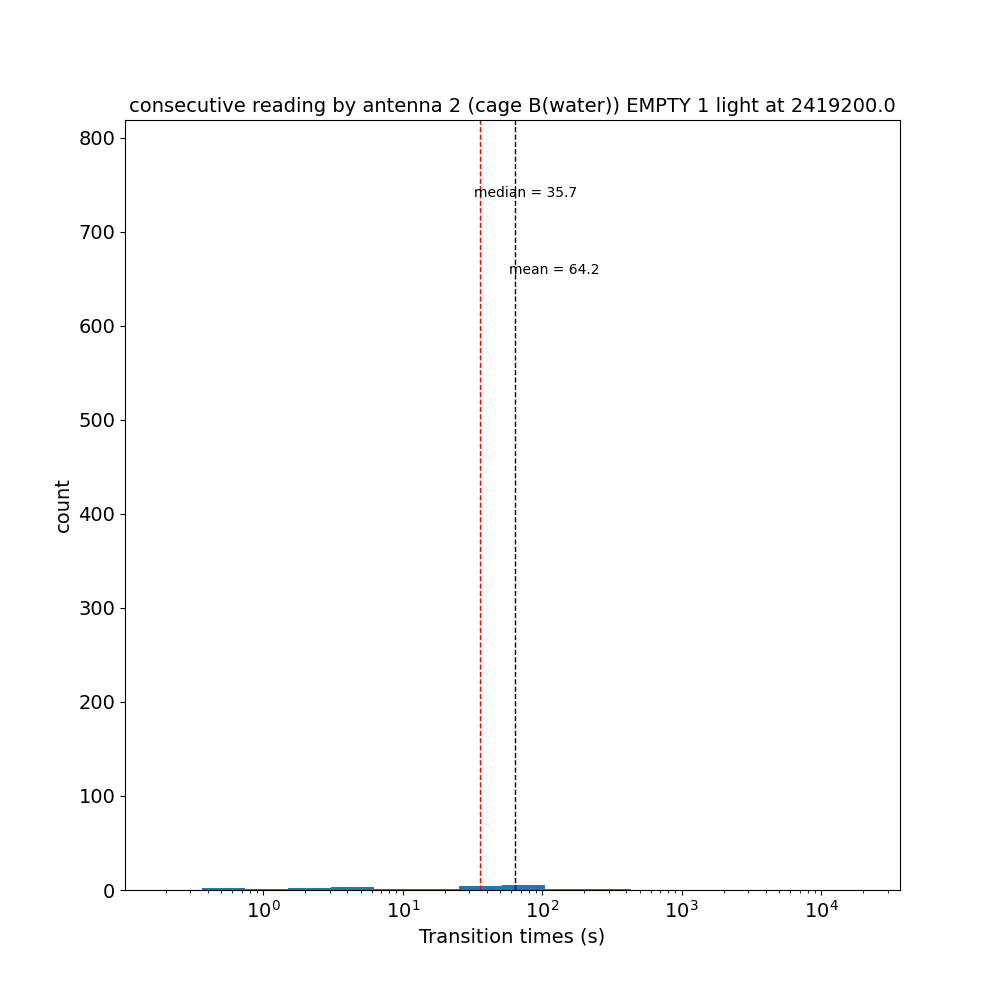 consecutive reading by antenna 2 (cage B(water)) EMPTY 1 light at 2419200.0
800
median = 35.7
700
mean = 64.2
600
500
count
400
300
200
100
0
10^0 10^1 10^2 10^3 10^4
Transition times (s)